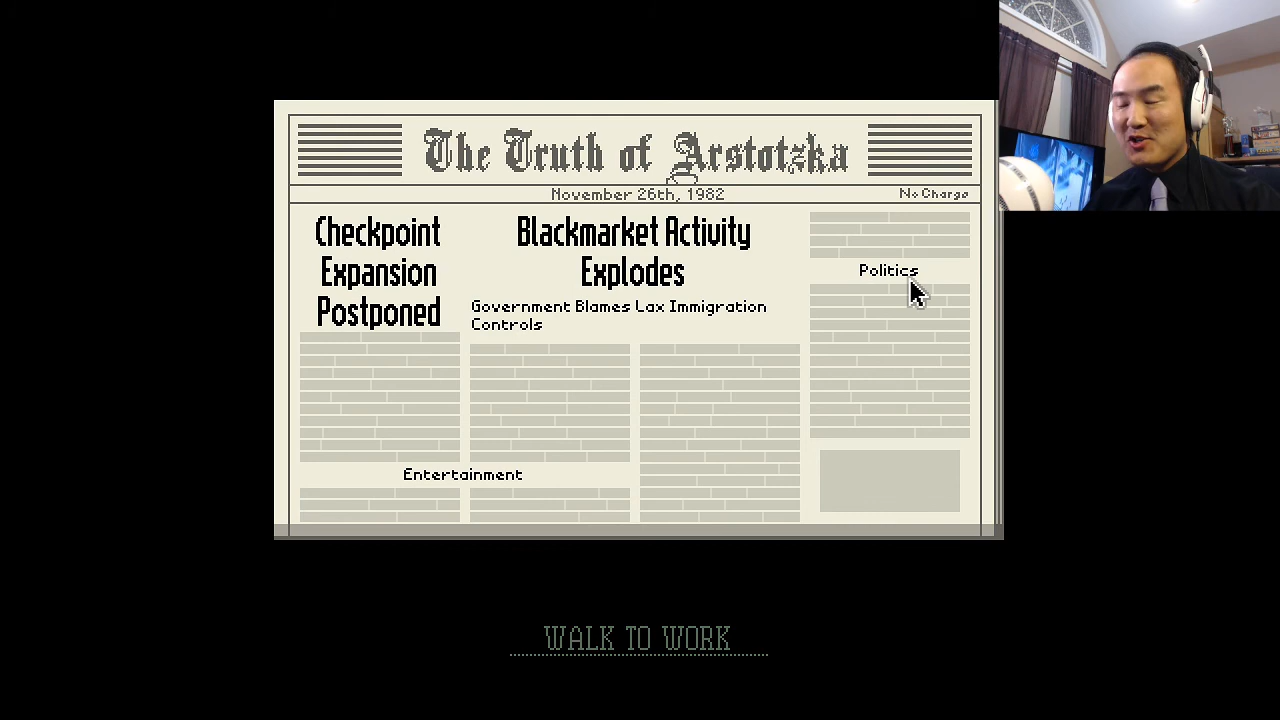 The Truth of Arstotzka
November 26th, 1982
No Charge
Checkpoint
Expansion
Postponed
Blackmarket Activity
Explodes
Government Blames Lax Immigration
Controls
Politics
Entertainment
WALK TO WORK